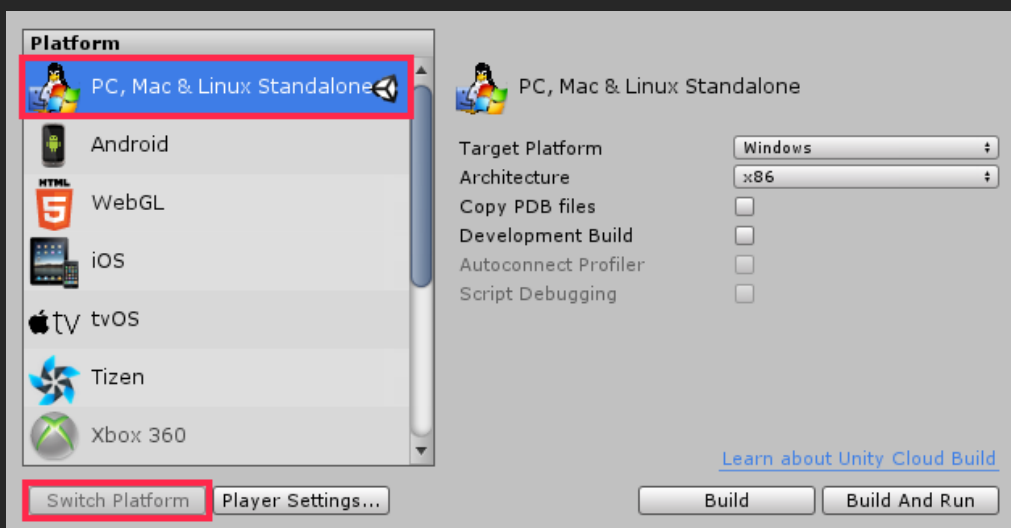 Platform
PC, Mac & Linux Standalone
Android
HTML
5
WebGL
iOS
tv
tvOS
Tizen
Xbox 360
Switch Platform
Player Settings...
PC, Mac & Linux Standalone
Target Platform
Windows
Architecture
x86
Copy PDB files
Development Build
Autoconnect Profiler
Script Debugging
Learn about Unity Cloud Build
Build
Build And Run